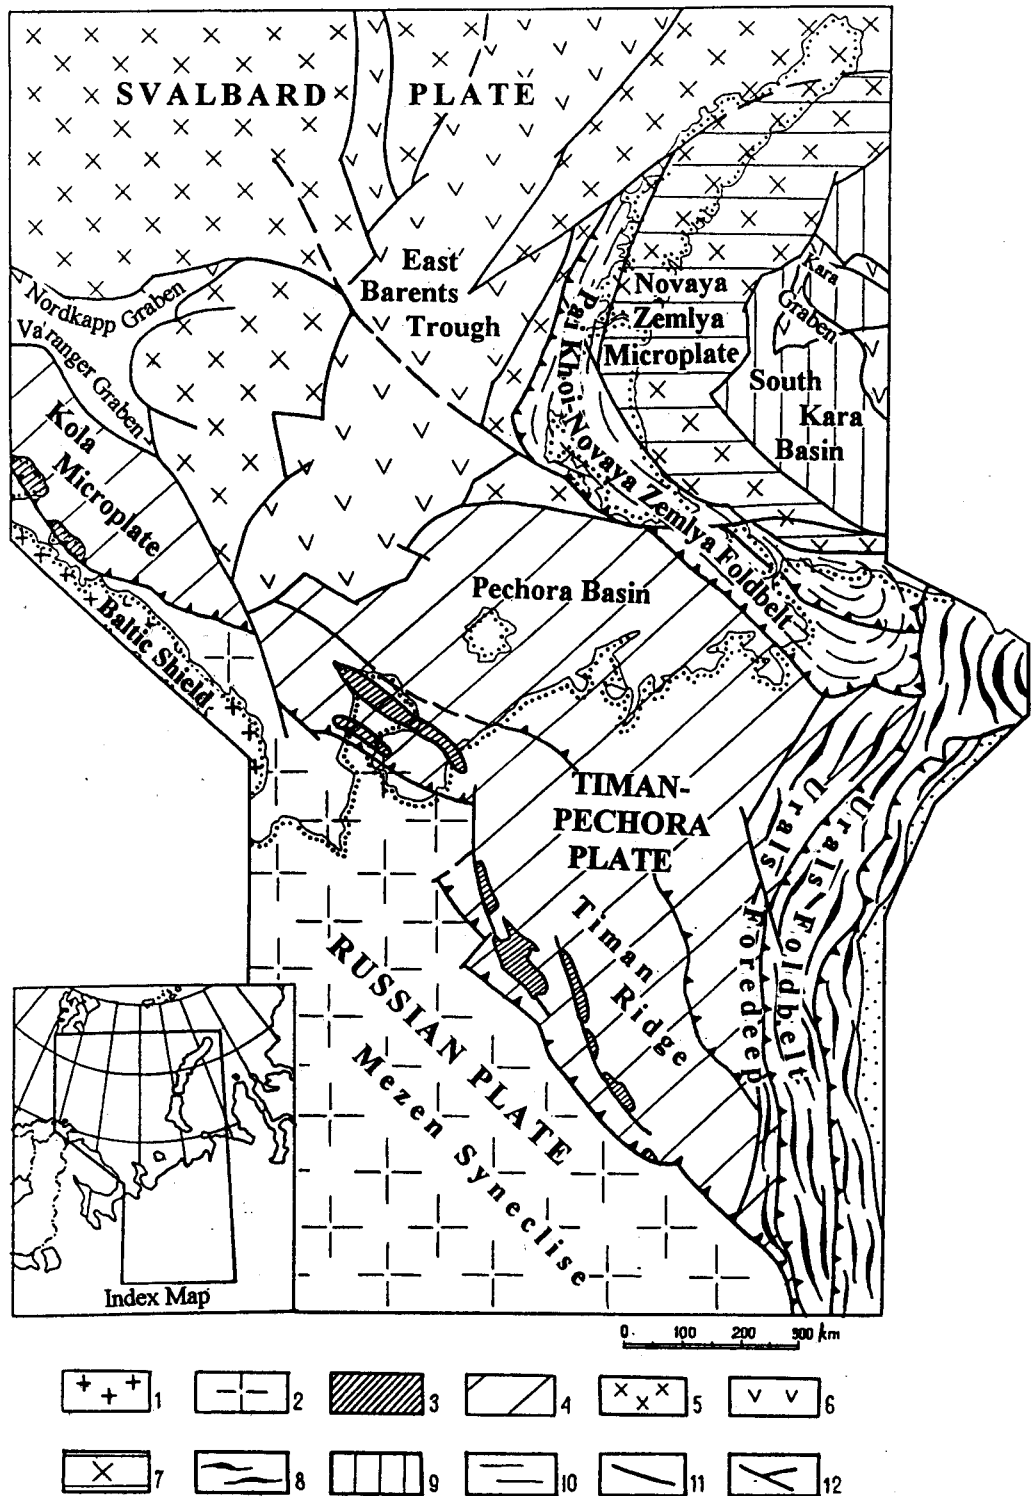 SVALBARD PLATE
East
Barents
Trough
Nordkapp Graben
Varanger Graben
Kola
Microplate
Baltic Shield
Novaya
Zemlya
Microplate
Kara
Graben
South
Kara
Basin
Pai Khoi-Novaya Zemlya Foldbelt
Pechora Basin
TIMAN-
PECHORA
PLATE
Timan
Ridge
Urals Foredeep
Urals Foldbelt
RUSSIAN PLATE
Mezen Syneclise
Index Map
0 100 200 300 km
1 2 3 4 5 6
7 8 9 10 11 12